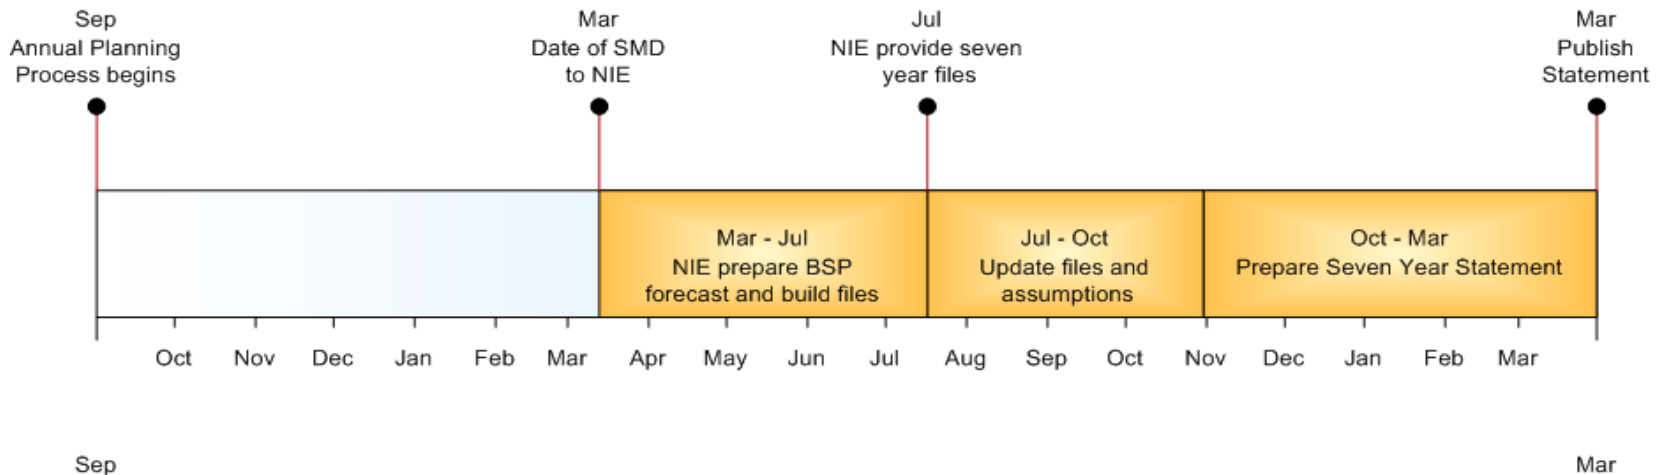 Sep
Annual Planning
Process begins
Mar
Date of SMD
to NIE
Jul
NIE provide seven
year files
Mar
Publish
Statement
Mar - Jul
NIE prepare BSP
forecast and build files
Jul - Oct
Update files and
assumptions
Oct - Mar
Prepare Seven Year Statement
Oct Nov Dec Jan Feb Mar Apr May Jun Jul Aug Sep Oct Nov Dec Jan Feb Mar
Sep Mar